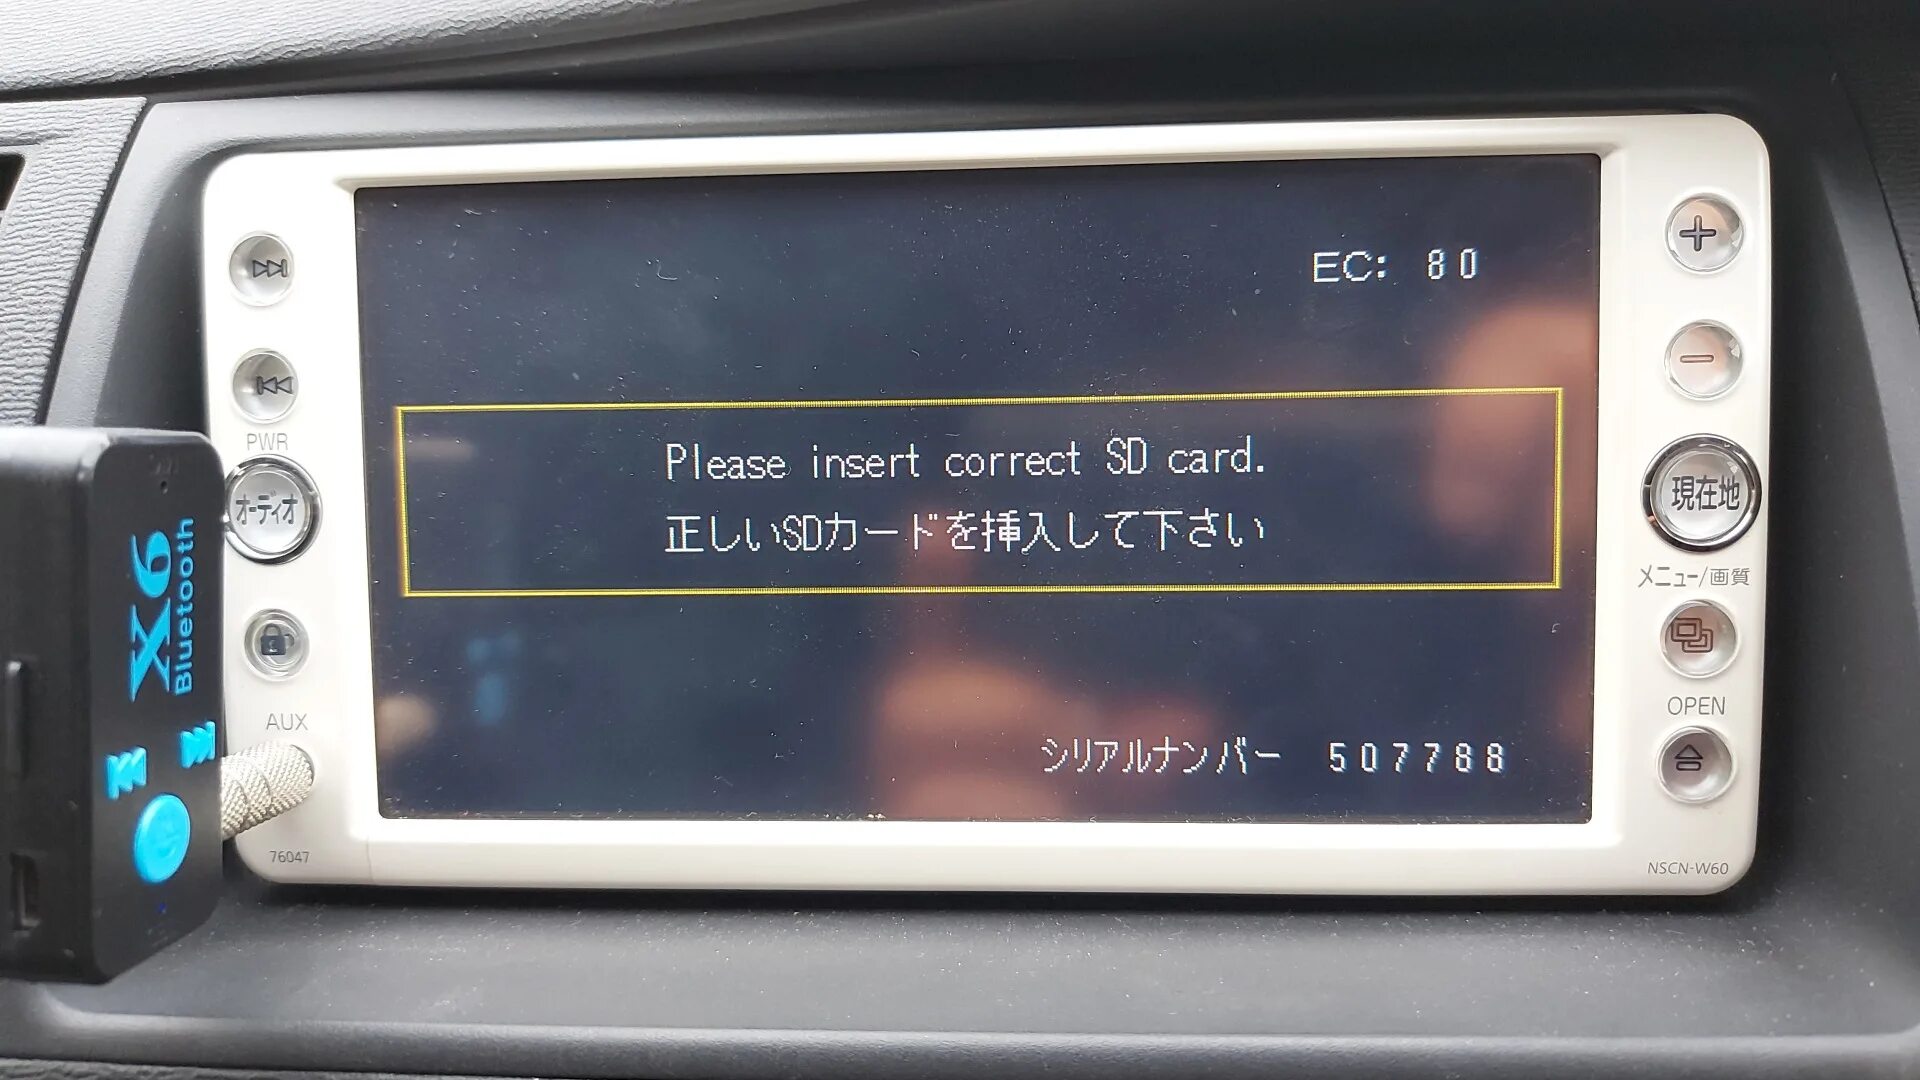 EC: 80
Please insert correct SD card.
正しいSDカードを挿入して下さい
シリアルナンバー 507788
PWR
オーディオ
AUX
76047
現在地
メニュー/画質
OPEN
NSCN-W60
X6
Bluetooth